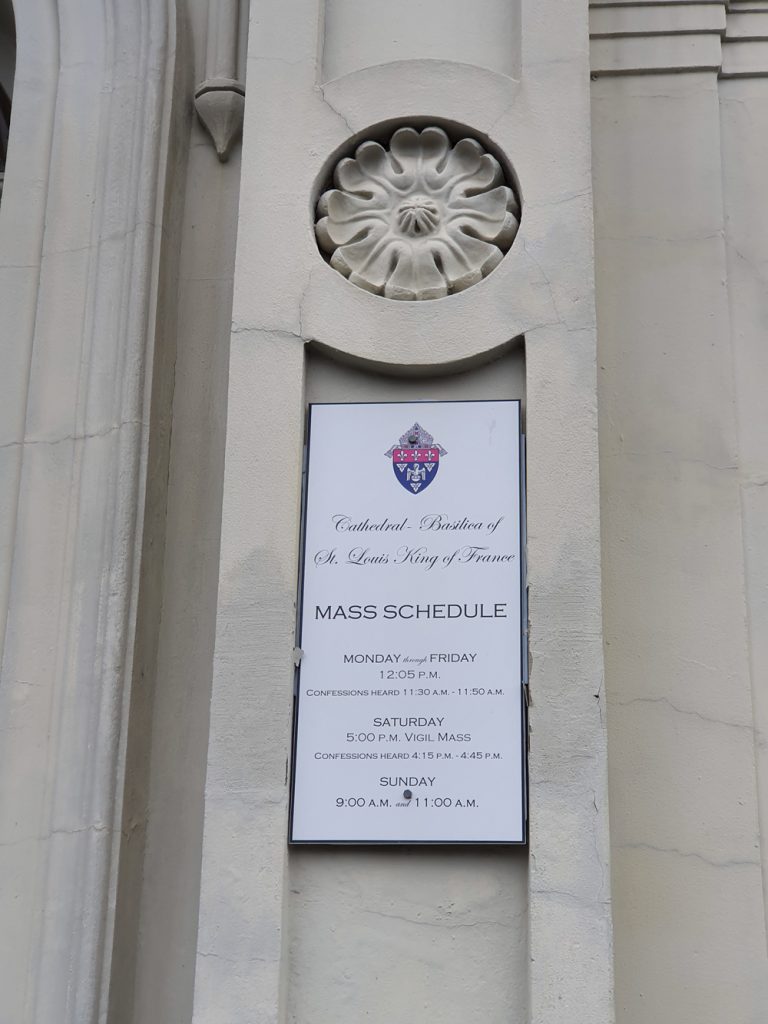 Cathedral - Basilica of
St. Louis King of France
MASS SCHEDULE
MONDAY through FRIDAY
12:05 P.M.
CONFESSIONS HEARD 11:30 A.M. - 11:50 A.M.
SATURDAY
5:00 P.M. VIGIL MASS
CONFESSIONS HEARD 4:15 P.M. - 4:45 P.M.
SUNDAY
9:00 A.M. and 11:00 A.M.